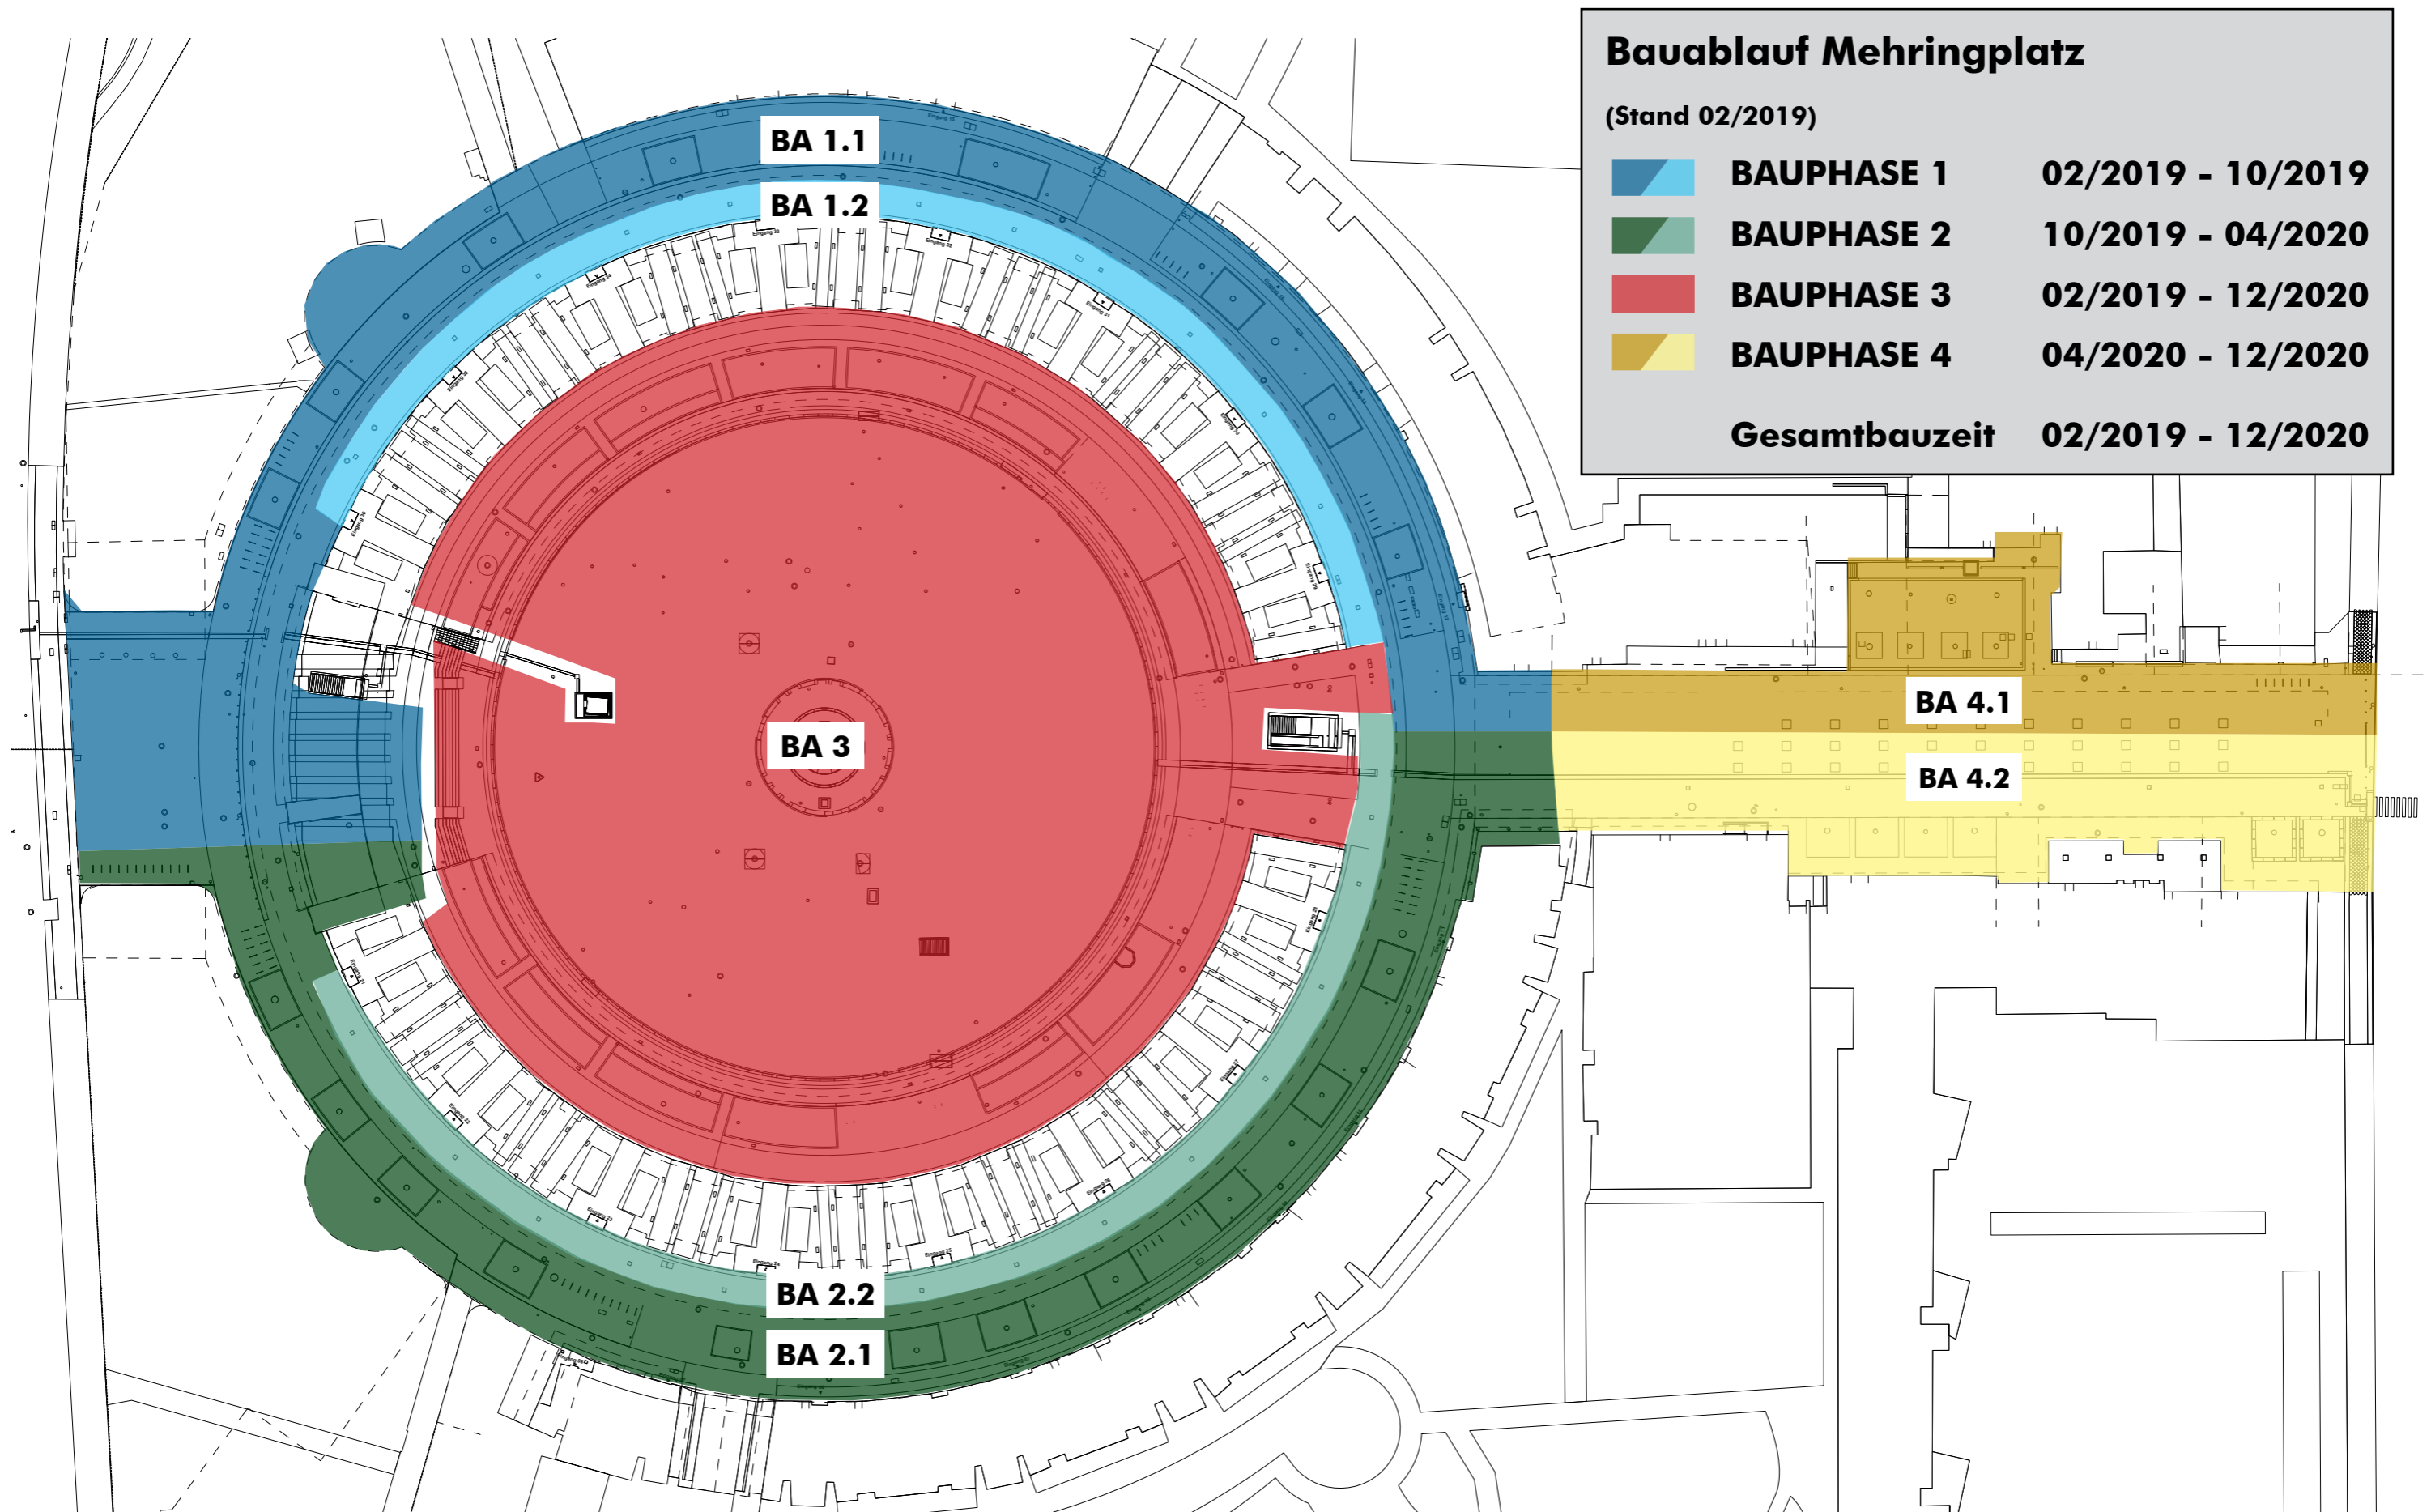 Bauablauf Mehringplatz
(Stand 02/2019)
BAUPHASE 1 02/2019 - 10/2019
BAUPHASE 2 10/2019 - 04/2020
BAUPHASE 3 02/2019 - 12/2020
BAUPHASE 4 04/2020 - 12/2020
Gesamtbauzeit 02/2019 - 12/2020
BA 1.1
BA 1.2
BA 3
BA 4.1
BA 4.2
BA 2.2
BA 2.1